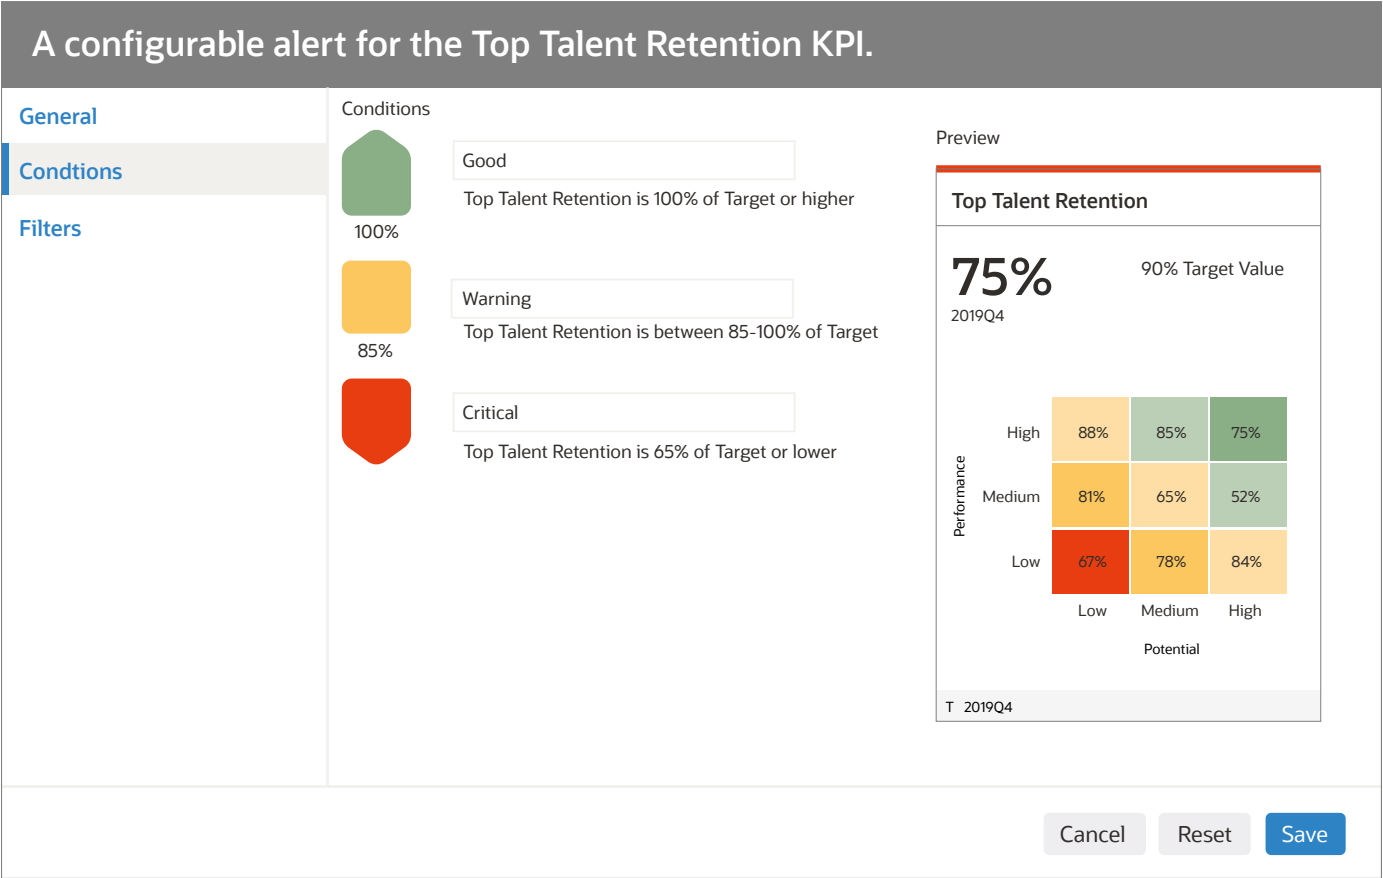 A configurable alert for the Top Talent Retention KPI.
General
Condtions
Filters
Conditions
Good
Top Talent Retention is 100% of Target or higher
100%
Warning
Top Talent Retention is between 85-100% of Target
85%
Critical
Top Talent Retention is 65% of Target or lower
Preview
Top Talent Retention
75% 90% Target Value
2019Q4
Performance
High 88% 85% 75%
Medium 81% 65% 52%
Low 67% 78% 84%
Low Medium High
Potential
T 2019Q4
Cancel Reset Save